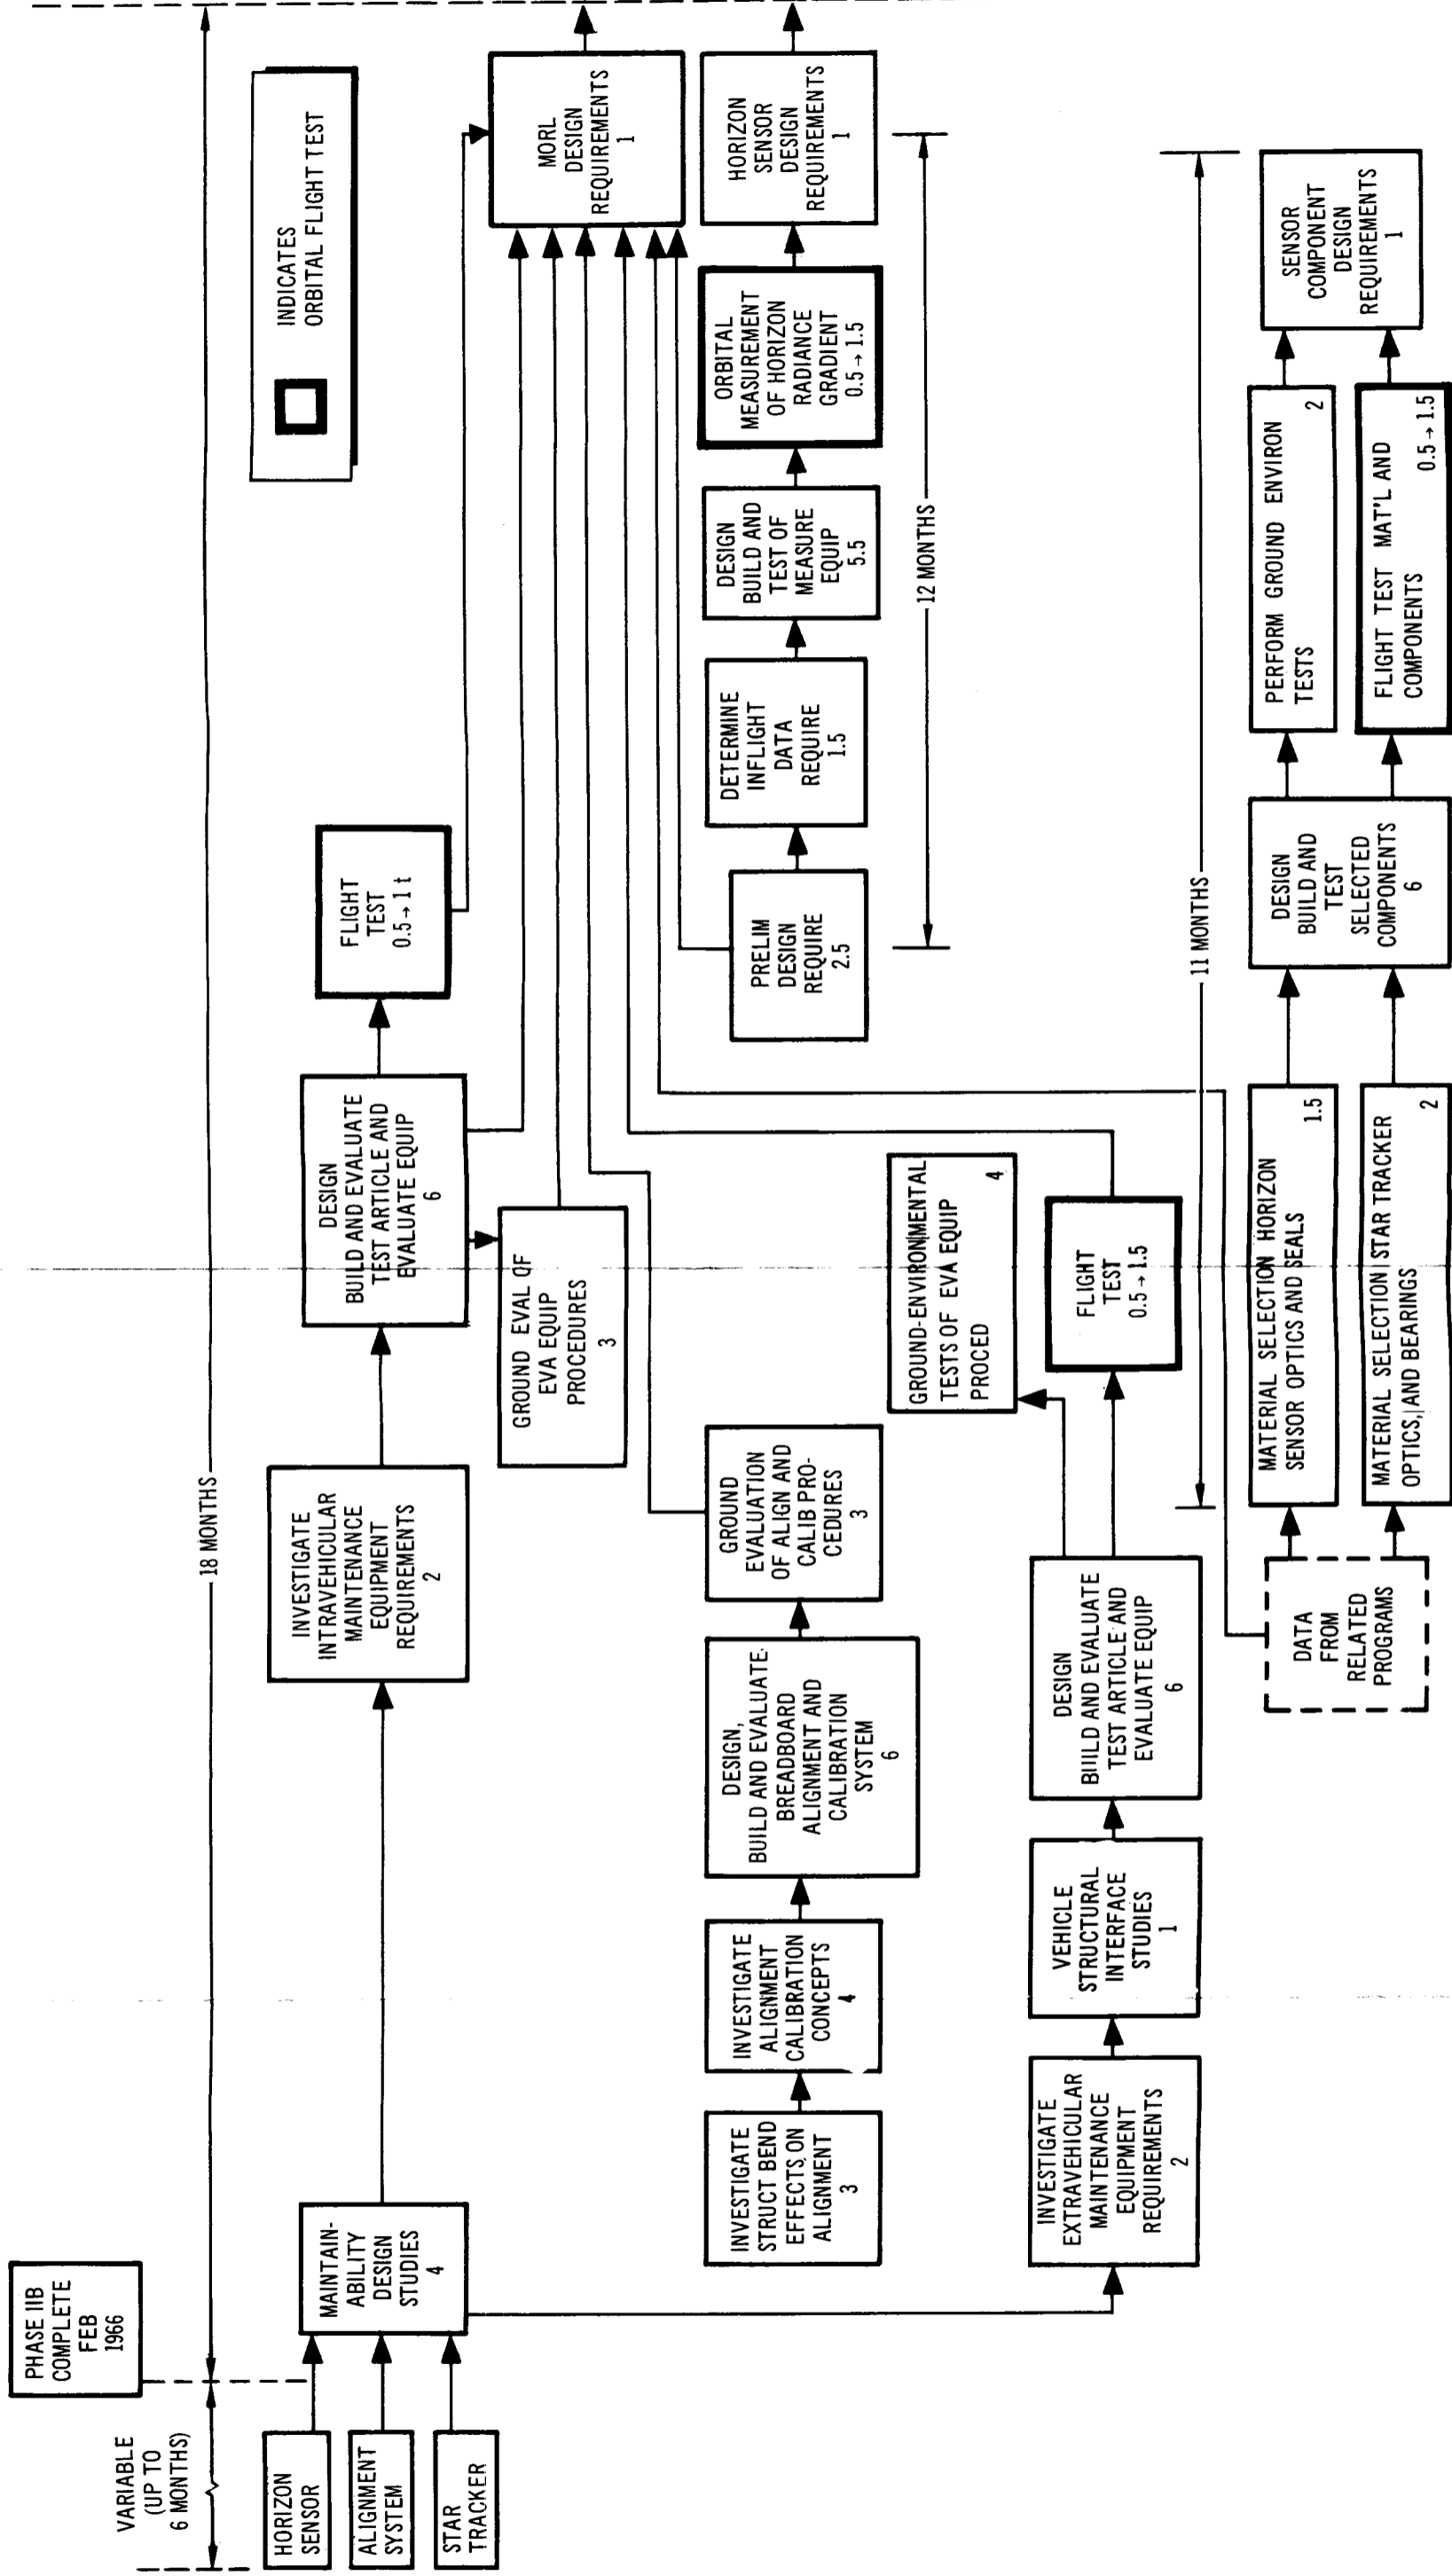 PHASE IIB
COMPLETE
FEB
1966
VARIABLE
(UP TO
6 MONTHS)
18 MONTHS
INDICATES
ORBITAL FLIGHT TEST
HORIZON
SENSOR
ALIGNMENT
SYSTEM
STAR
TRACKER
MAINTAIN-
ABILITY
DESIGN
STUDIES
4
INVESTIGATE
INTRAVEHICULAR
MAINTENANCE
EQUIPMENT
REQUIREMENTS
2
DESIGN
BUILD AND EVALUATE
TEST ARTICLE AND
EVALUATE EQUIP
6
FLIGHT
TEST
0.5 → 1 t
GROUND EVAL OF
EVA EQUIP
PROCEDURES
3
MORL
DESIGN
REQUIREMENTS
1
INVESTIGATE
STRUCT BEND
EFFECTS ON
ALIGNMENT
3
INVESTIGATE
ALIGNMENT
CALIBRATION
CONCEPTS
4
DESIGN,
BUILD AND EVALUATE
BREADBOARD
ALIGNMENT AND
CALIBRATION
SYSTEM
6
GROUND
EVALUATION
OF ALIGN AND
CALIB PRO-
CEDURES
3
PRELIM
DESIGN
REQUIRE
2.5
DETERMINE
INFLIGHT
DATA
REQUIRE
1.5
DESIGN
BUILD AND
TEST OF
MEASURE
EQUIP
5.5
ORBITAL
MEASUREMENT
OF HORIZON
RADIANCE
GRADIENT
0.5 → 1.5
HORIZON
SENSOR
DESIGN
REQUIREMENTS
1
12 MONTHS
GROUND-ENVIRONMENTAL
TESTS OF EVA EQUIP
PROCED
4
INVESTIGATE
EXTRAVEHICULAR
MAINTENANCE
EQUIPMENT
REQUIREMENTS
2
VEHICLE
STRUCTURAL
INTERFACE
STUDIES
1
DESIGN
BUILD AND EVALUATE
TEST ARTICLE AND
EVALUATE EQUIP
6
FLIGHT
TEST
0.5 → 1.5
11 MONTHS
DATA
FROM
RELATED
PROGRAMS
MATERIAL SELECTION HORIZON
SENSOR OPTICS AND SEALS
1.5
MATERIAL SELECTION STAR TRACKER
OPTICS, AND BEARINGS
2
DESIGN
BUILD AND
TEST
SELECTED
COMPONENTS
6
PERFORM GROUND ENVIRON
TESTS
2
FLIGHT TEST MAT'L AND
COMPONENTS
0.5 → 1.5
SENSOR
COMPONENT
DESIGN
REQUIREMENTS
1